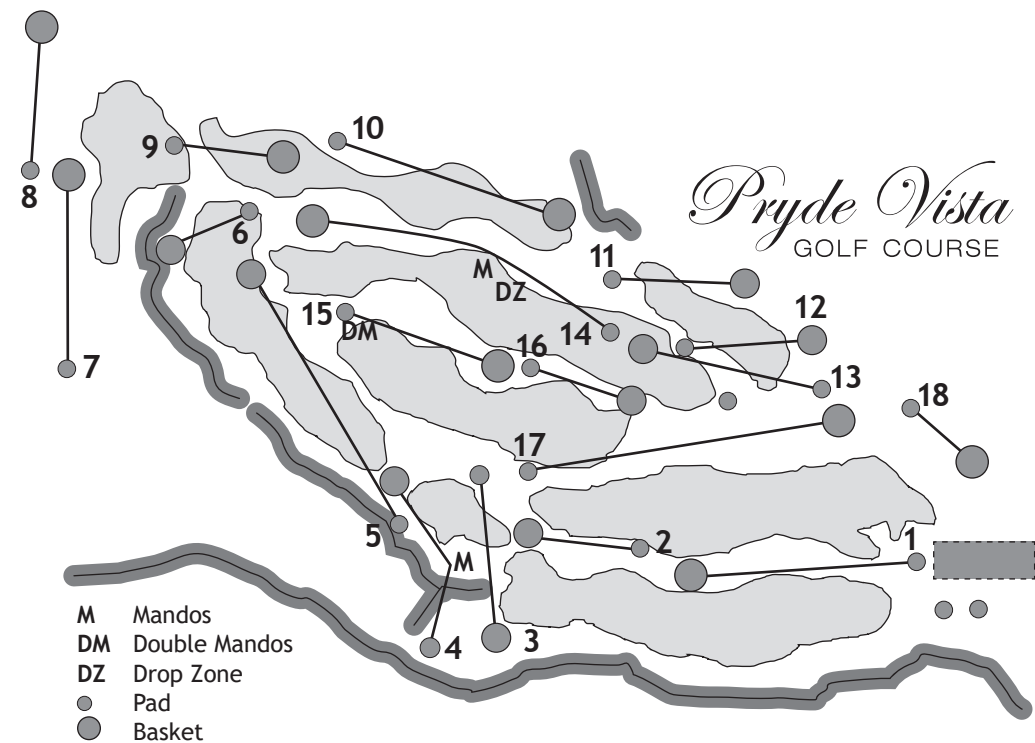 10
9
Pryde Vista
GOLF COURSE
8
6
11
M
DZ
12
15
DM
14
16
7
13
18
17
5
2
1
M
4
3
M Mandos
DM Double Mandos
DZ Drop Zone
Pad
Basket